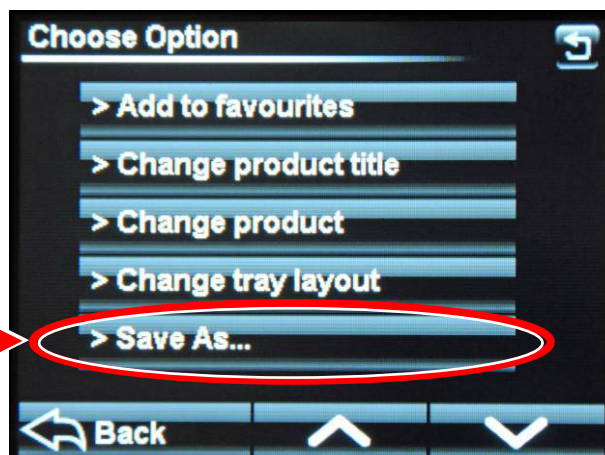 Choose Option
> Add to favourites
> Change product title
> Change product
> Change tray layout
> Save As...
Back